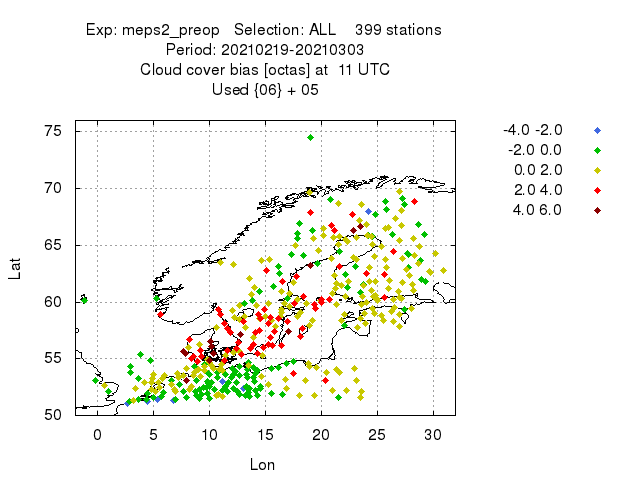 Exp: meps2_preop   Selection: ALL    399 stations
Period: 20210219-20210303
Cloud cover bias [octas] at  11 UTC
Used {06} + 05
-4.0 -2.0
-2.0 0.0
0.0 2.0
2.0 4.0
4.0 6.0
75
70
65
60
55
50
Lat
0 5 10 15 20 25 30
Lon